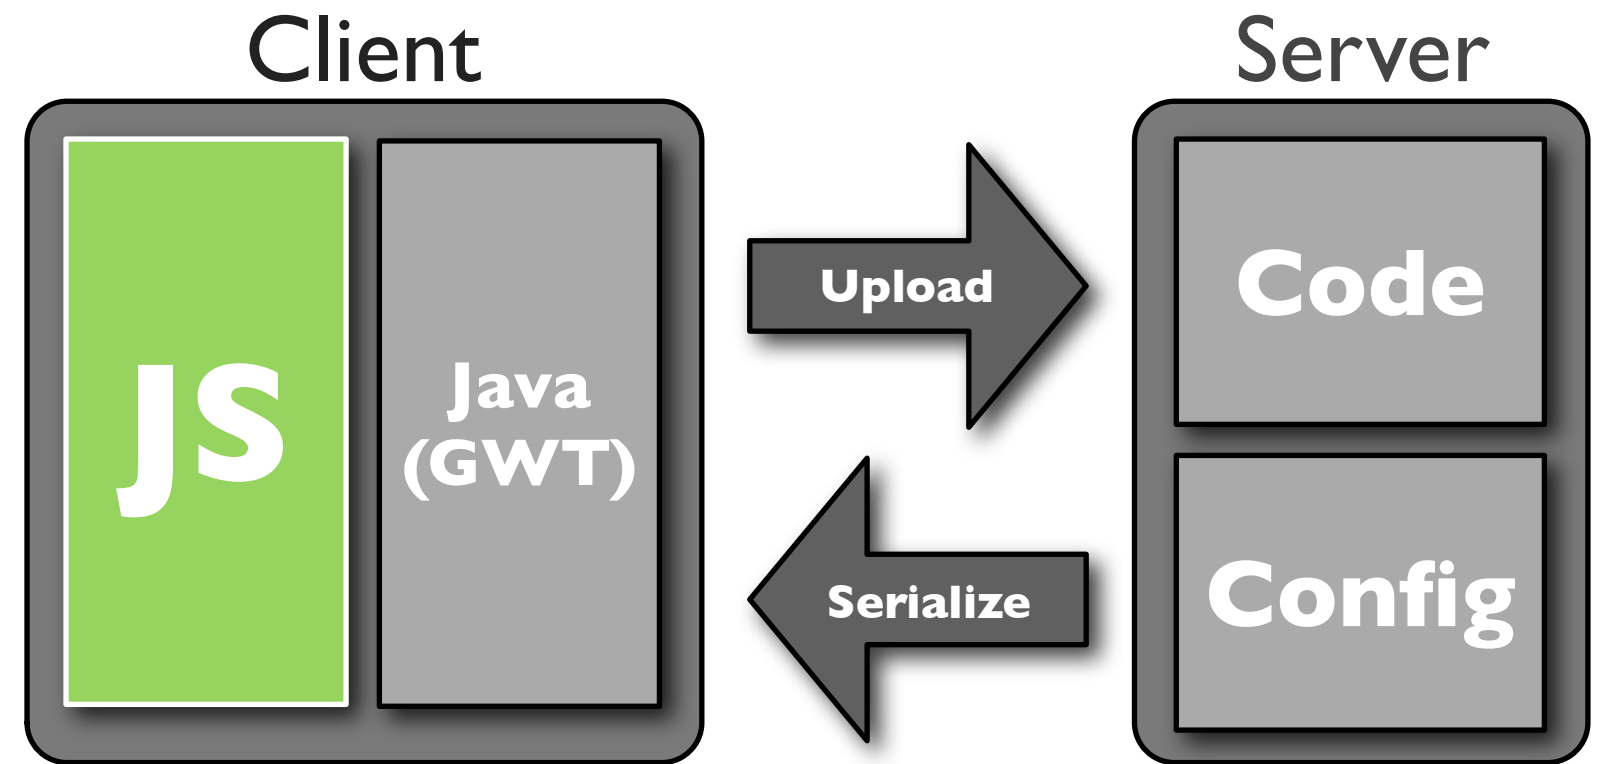 Client
Server
JS
Java
(GWT)
Upload
Serialize
Code
Config